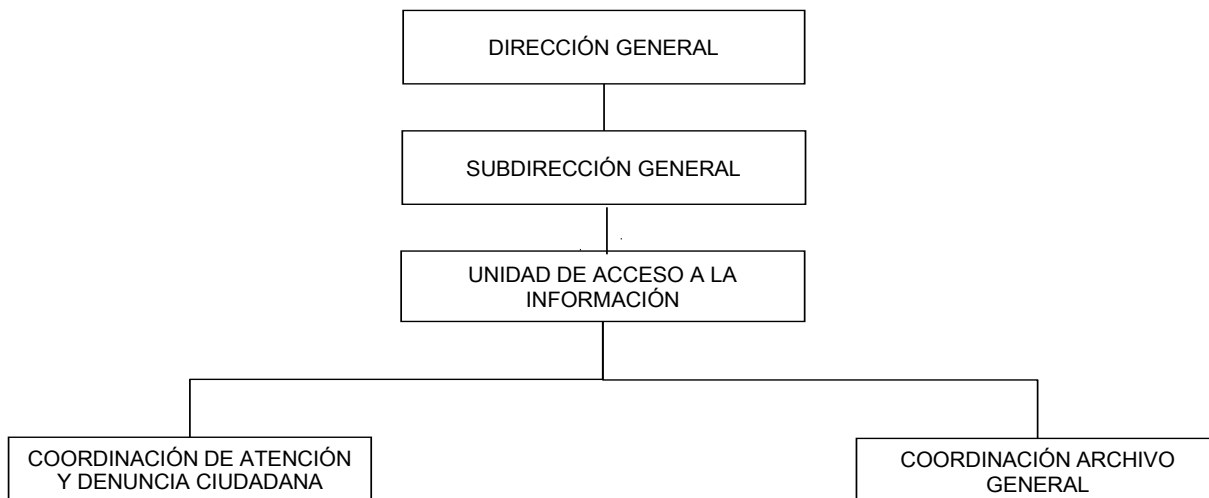 DIRECCIÓN GENERAL
SUBDIRECCIÓN GENERAL
UNIDAD DE ACCESO A LA
INFORMACIÓN
COORDINACIÓN DE ATENCIÓN
Y DENUNCIA CIUDADANA
COORDINACIÓN ARCHIVO
GENERAL